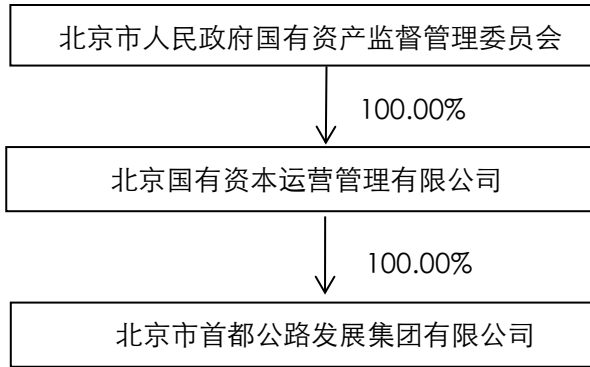 北京市人民政府国有资产监督管理委员会
100.00%
北京国有资本运营管理有限公司
100.00%
北京市首都公路发展集团有限公司